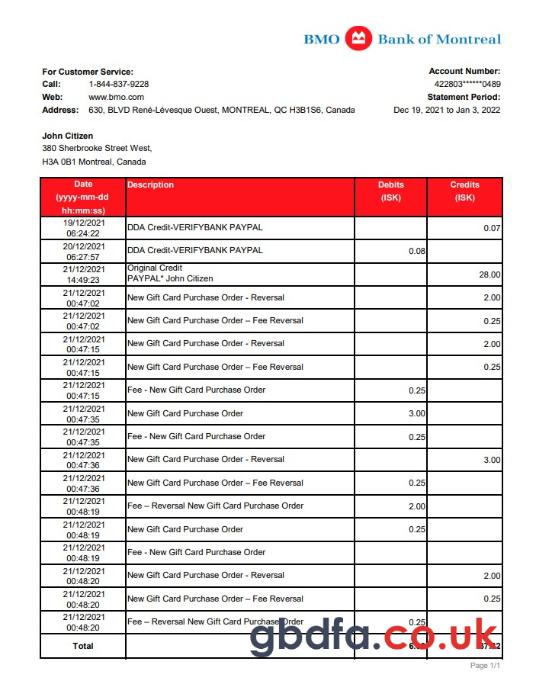 BMO Bank of Montreal
For Customer Service:
Call: 1-844-837-9228
Web: www.bmo.com
Address: 630, BLVD René-Lévesque Ouest, MONTREAL, QC H3B1S6, Canada
Account Number:
422803******0489
Statement Period:
Dec 19, 2021 to Jan 3, 2022
John Citizen
380 Sherbrooke Street West,
H3A 0B1 Montreal, Canada
Date (yyyy-mm-dd hh:mm:ss) Description Debits (ISK) Credits (ISK)
19/12/2021 06:24:22 DDA Credit-VERIFYBANK PAYPAL 0.07
20/12/2021 06:27:57 DDA Credit-VERIFYBANK PAYPAL 0.08
21/12/2021 14:49:23 Original Credit PAYPAL* John Citizen 28.00
21/12/2021 00:47:02 New Gift Card Purchase Order - Reversal 2.00
21/12/2021 00:47:02 New Gift Card Purchase Order – Fee Reversal 0.25
21/12/2021 00:47:15 New Gift Card Purchase Order - Reversal 2.00
21/12/2021 00:47:15 New Gift Card Purchase Order – Fee Reversal 0.25
21/12/2021 00:47:15 Fee - New Gift Card Purchase Order 0.25
21/12/2021 00:47:35 New Gift Card Purchase Order 3.00
21/12/2021 00:47:35 Fee - New Gift Card Purchase Order 0.25
21/12/2021 00:47:36 New Gift Card Purchase Order - Reversal 3.00
21/12/2021 00:47:36 New Gift Card Purchase Order – Fee Reversal 0.25
21/12/2021 00:48:19 Fee – Reversal New Gift Card Purchase Order 2.00
21/12/2021 00:48:19 New Gift Card Purchase Order 0.25
21/12/2021 00:48:19 Fee - New Gift Card Purchase Order
21/12/2021 00:48:20 New Gift Card Purchase Order - Reversal 2.00
21/12/2021 00:48:20 New Gift Card Purchase Order – Fee Reversal 0.25
21/12/2021 00:48:20 Fee – Reversal New Gift Card Purchase Order 0.25
Total
gbdfa.co.uk
Page 1/1